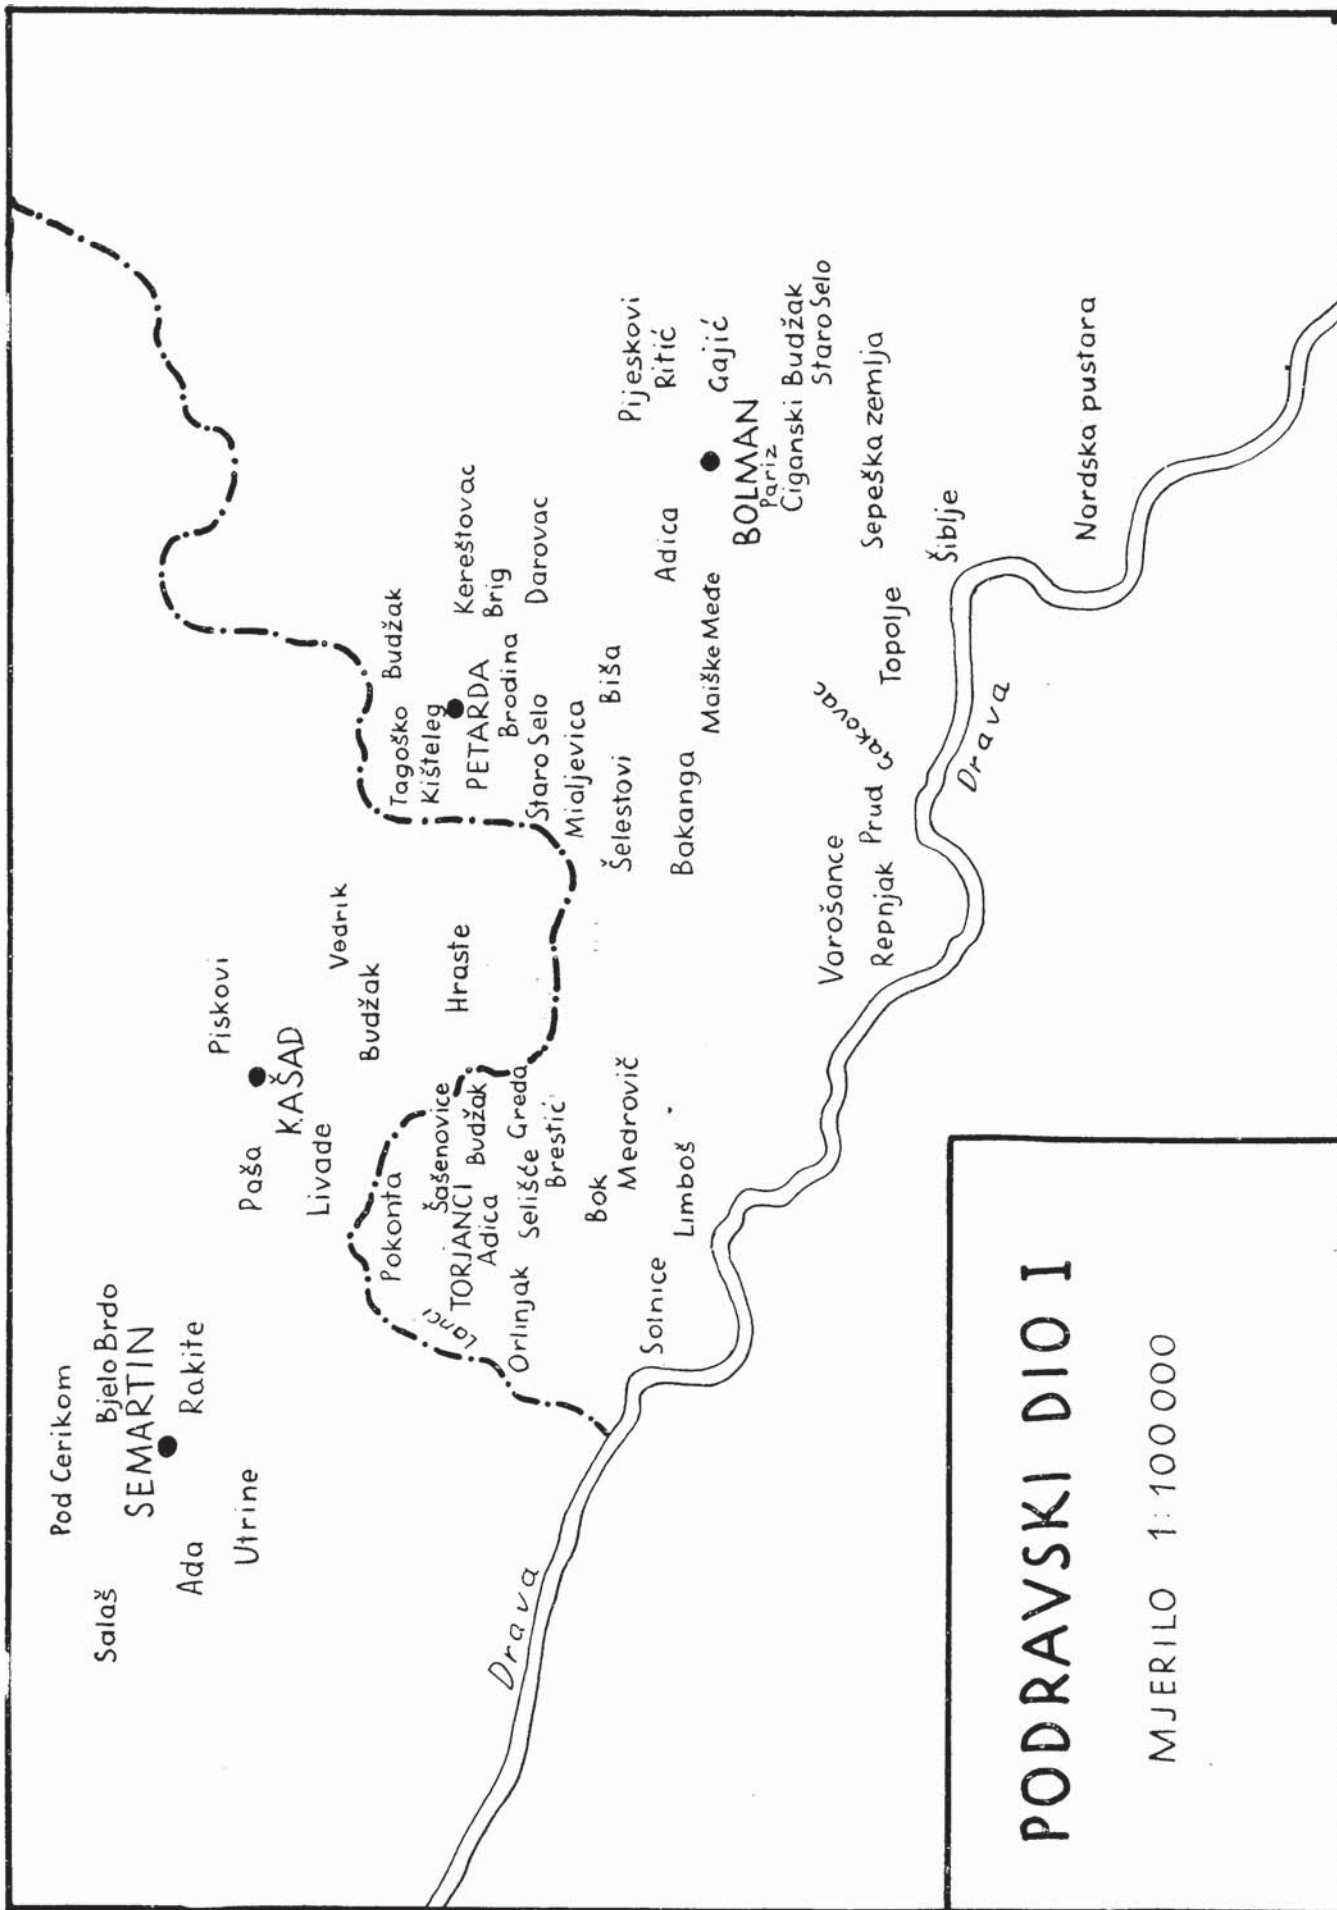 Pod Cerikom
Salaš
Bjelo Brdo
SEMARTIN
Ada
Rakite
Utrine
Piskovi
Paša
KAŠAD
Livade
Vedrik
Budžak
Hraste
Pokonta
Šašenovice
Lanci
TORJANCI
Budžak
Adica
Orlinjak
Selišće
Greda
Brestić
Bok
Medrovič
Limboš
Solnice
Tagoško
Budžak
Kišteleg
PETARDA
Kereštovac
Brig
Brodina
Darovac
Staro Selo
Mialjevica
Biša
Šelestovi
Bakanga
Adica
Maiške Međe
Pijeskovi
Ritić
Gajić
BOLMAN
Pariz
Ciganski Budžak
Staro Selo
Sepeška zemlja
Šiblje
Topolje
Gakovac
Prud
Varošance
Repnjak
Nardska pustara
Drava
Drava
PODRAVSKI DIO I
MJERILO 1:100000